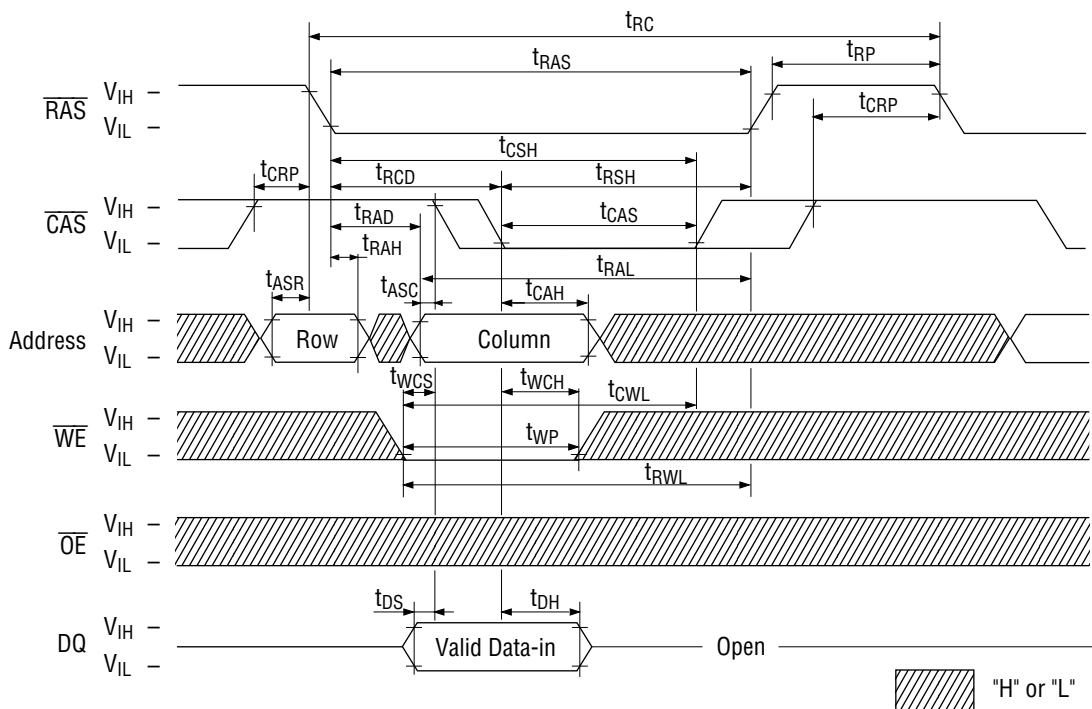 tRC
tRAS
tRP
RAS
VIH
VIL
tCRP
tCSH
tCRP
tRCD
tRSH
CAS
VIH
VIL
tRAD
tCAS
tRAH
tRAL
tASR
tASC
tCAH
Address
VIH
VIL
Row
Column
tWCS
tWCH
tCWL
WE
VIH
VIL
tWP
tRWL
OE
VIH
VIL
tDS
tDH
DQ
VIH
VIL
Valid Data-in
Open
"H" or "L"